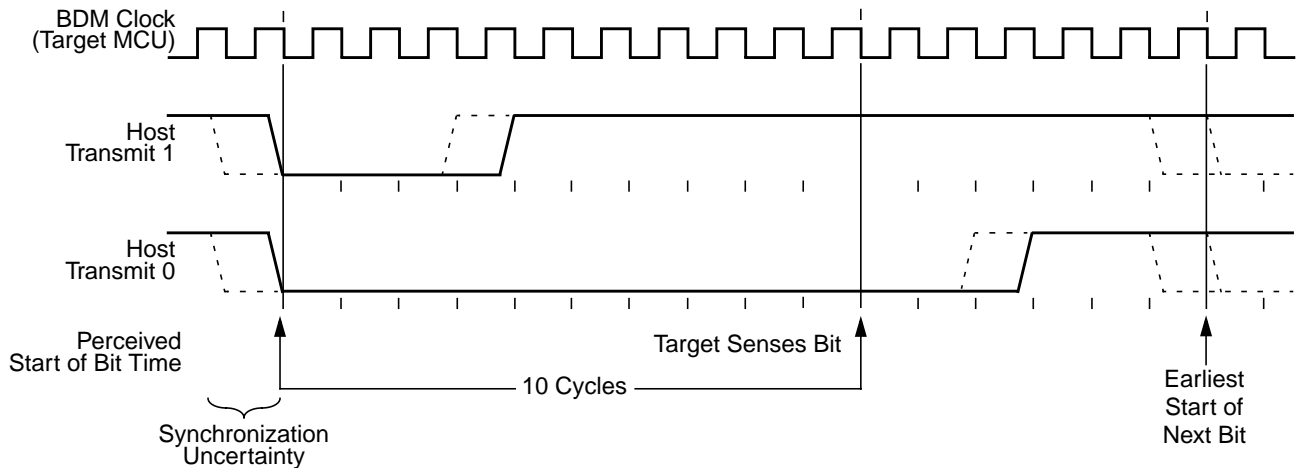 BDM Clock
(Target MCU)
Host
Transmit 1
Host
Transmit 0
Perceived
Start of Bit Time
Target Senses Bit
10 Cycles
Earliest
Start of
Next Bit
Synchronization
Uncertainty